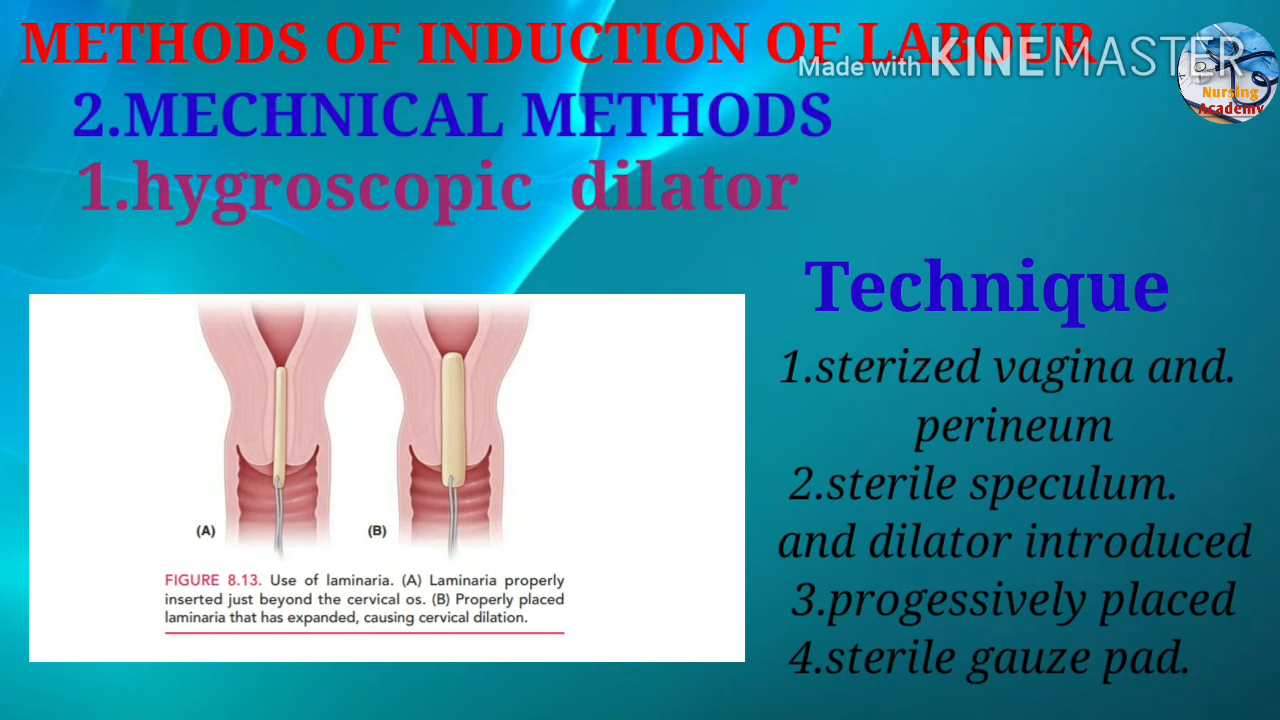 METHODS OF INDUCTION OF LABOUR
Made with KINEMASTER
Nursing
Academy
2.MECHNICAL METHODS
1.hygroscopic dilator
Technique
1.sterized vagina and.
perineum
2.sterile speculum.
and dilator introduced
3.progessively placed
4.sterile gauze pad.
(A)
(B)
FIGURE 8.13. Use of laminaria. (A) Laminaria properly
inserted just beyond the cervical os. (B) Properly placed
laminaria that has expanded, causing cervical dilation.